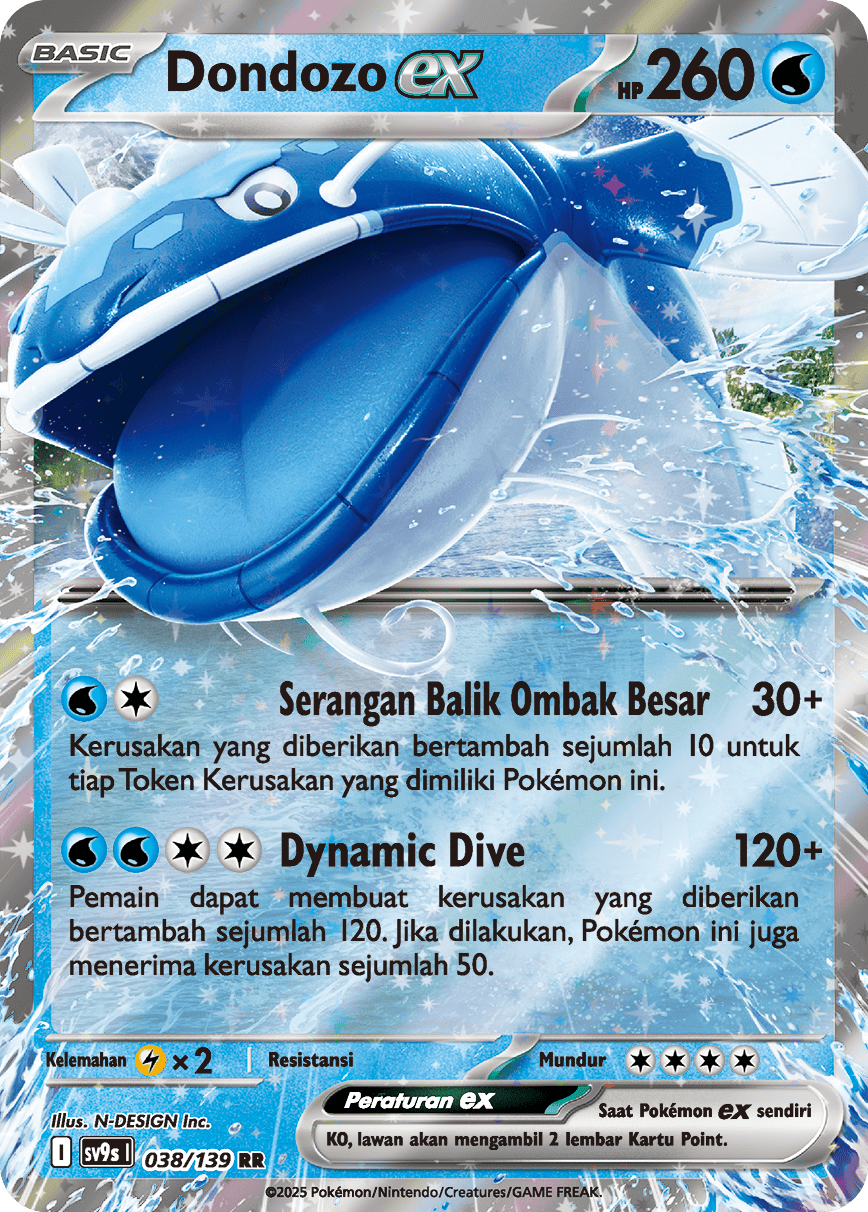 BASIC
Dondozo ex
HP 260
Serangan Balik Ombak Besar 30+
Kerusakan yang diberikan bertambah sejumlah 10 untuk
tiap Token Kerusakan yang dimiliki Pokémon ini.
Dynamic Dive 120+
Pemain dapat membuat kerusakan yang diberikan
bertambah sejumlah 120. Jika dilakukan, Pokémon ini juga
menerima kerusakan sejumlah 50.
Kelemahan ×2 Resistansi Mundur
Illus. N-DESIGN Inc.
Peraturan ex
Saat Pokémon ex sendiri
KO, lawan akan mengambil 2 lembar Kartu Point.
I sv9s I 038/139 RR
©2025 Pokémon/Nintendo/Creatures/GAME FREAK.